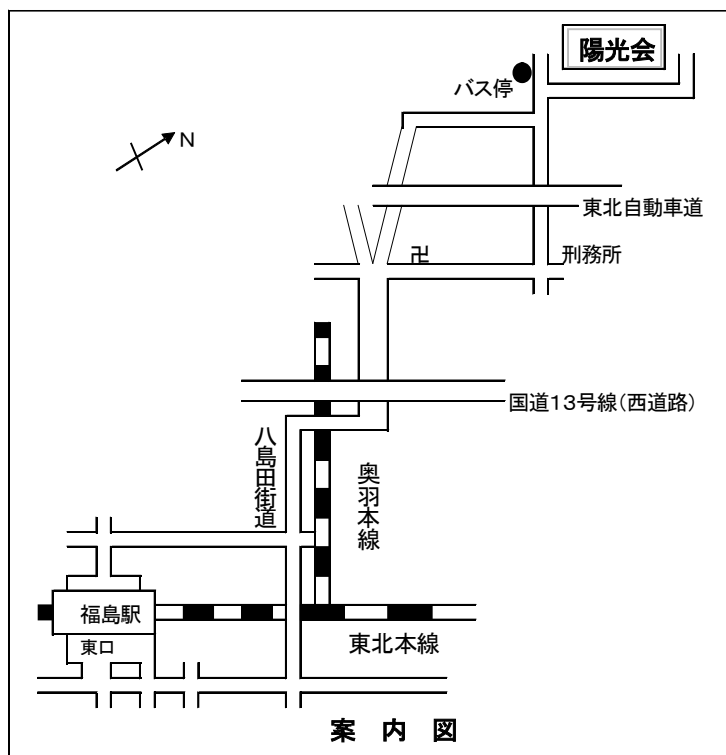 陽光会
バス停
N
東北自動車道
卍
刑務所
国道13号線(西道路)
八島田街道
奥羽本線
福島駅
東口
東北本線
案 内 図